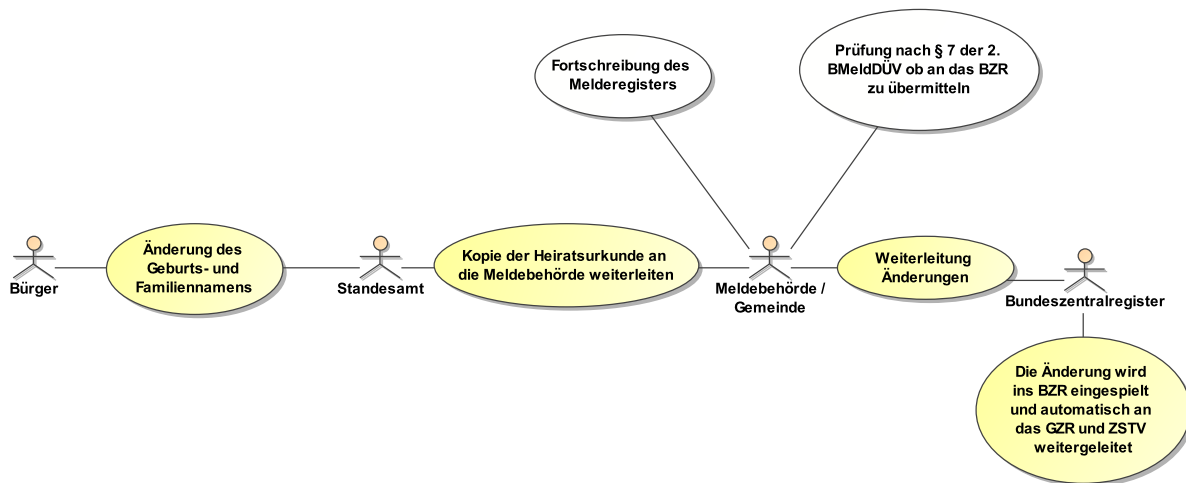 Fortschreibung des
Melderegisters
Prüfung nach § 7 der 2.
BMeldDÜV ob an das BZR
zu übermitteln
Bürger
Änderung des
Geburts- und
Familiennamens
Standesamt
Kopie der Heiratsurkunde an
die Meldebehörde weiterleiten
Meldebehörde /
Gemeinde
Weiterleitung
Änderungen
Bundeszentralregister
Die Änderung wird
ins BZR eingespielt
und automatisch an
das GZR und ZSTV
weitergeleitet